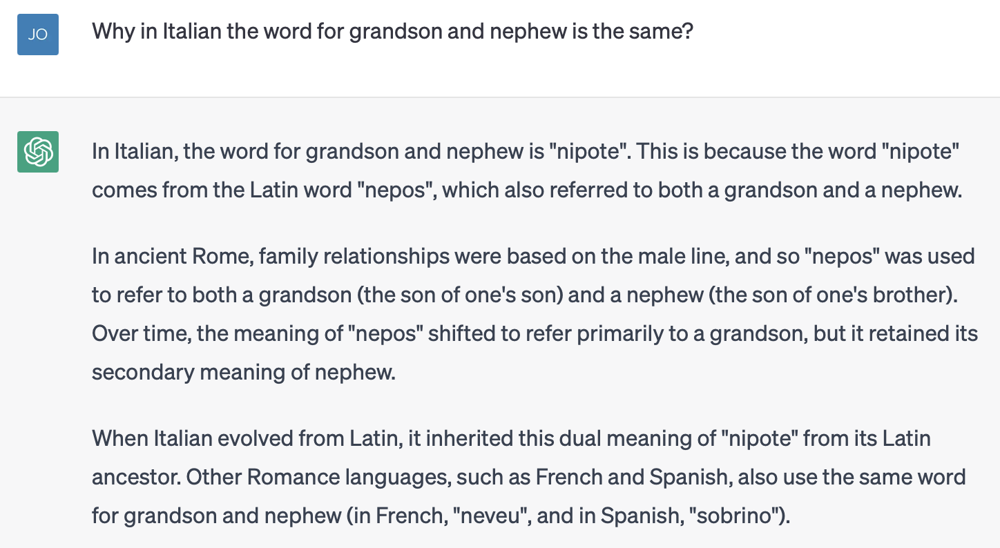 JO
Why in Italian the word for grandson and nephew is the same?
In Italian, the word for grandson and nephew is "nipote". This is because the word "nipote"
comes from the Latin word "nepos", which also referred to both a grandson and a nephew.
In ancient Rome, family relationships were based on the male line, and so "nepos" was used
to refer to both a grandson (the son of one's son) and a nephew (the son of one's brother).
Over time, the meaning of "nepos" shifted to refer primarily to a grandson, but it retained its
secondary meaning of nephew.
When Italian evolved from Latin, it inherited this dual meaning of "nipote" from its Latin
ancestor. Other Romance languages, such as French and Spanish, also use the same word
for grandson and nephew (in French, "neveu", and in Spanish, "sobrino").